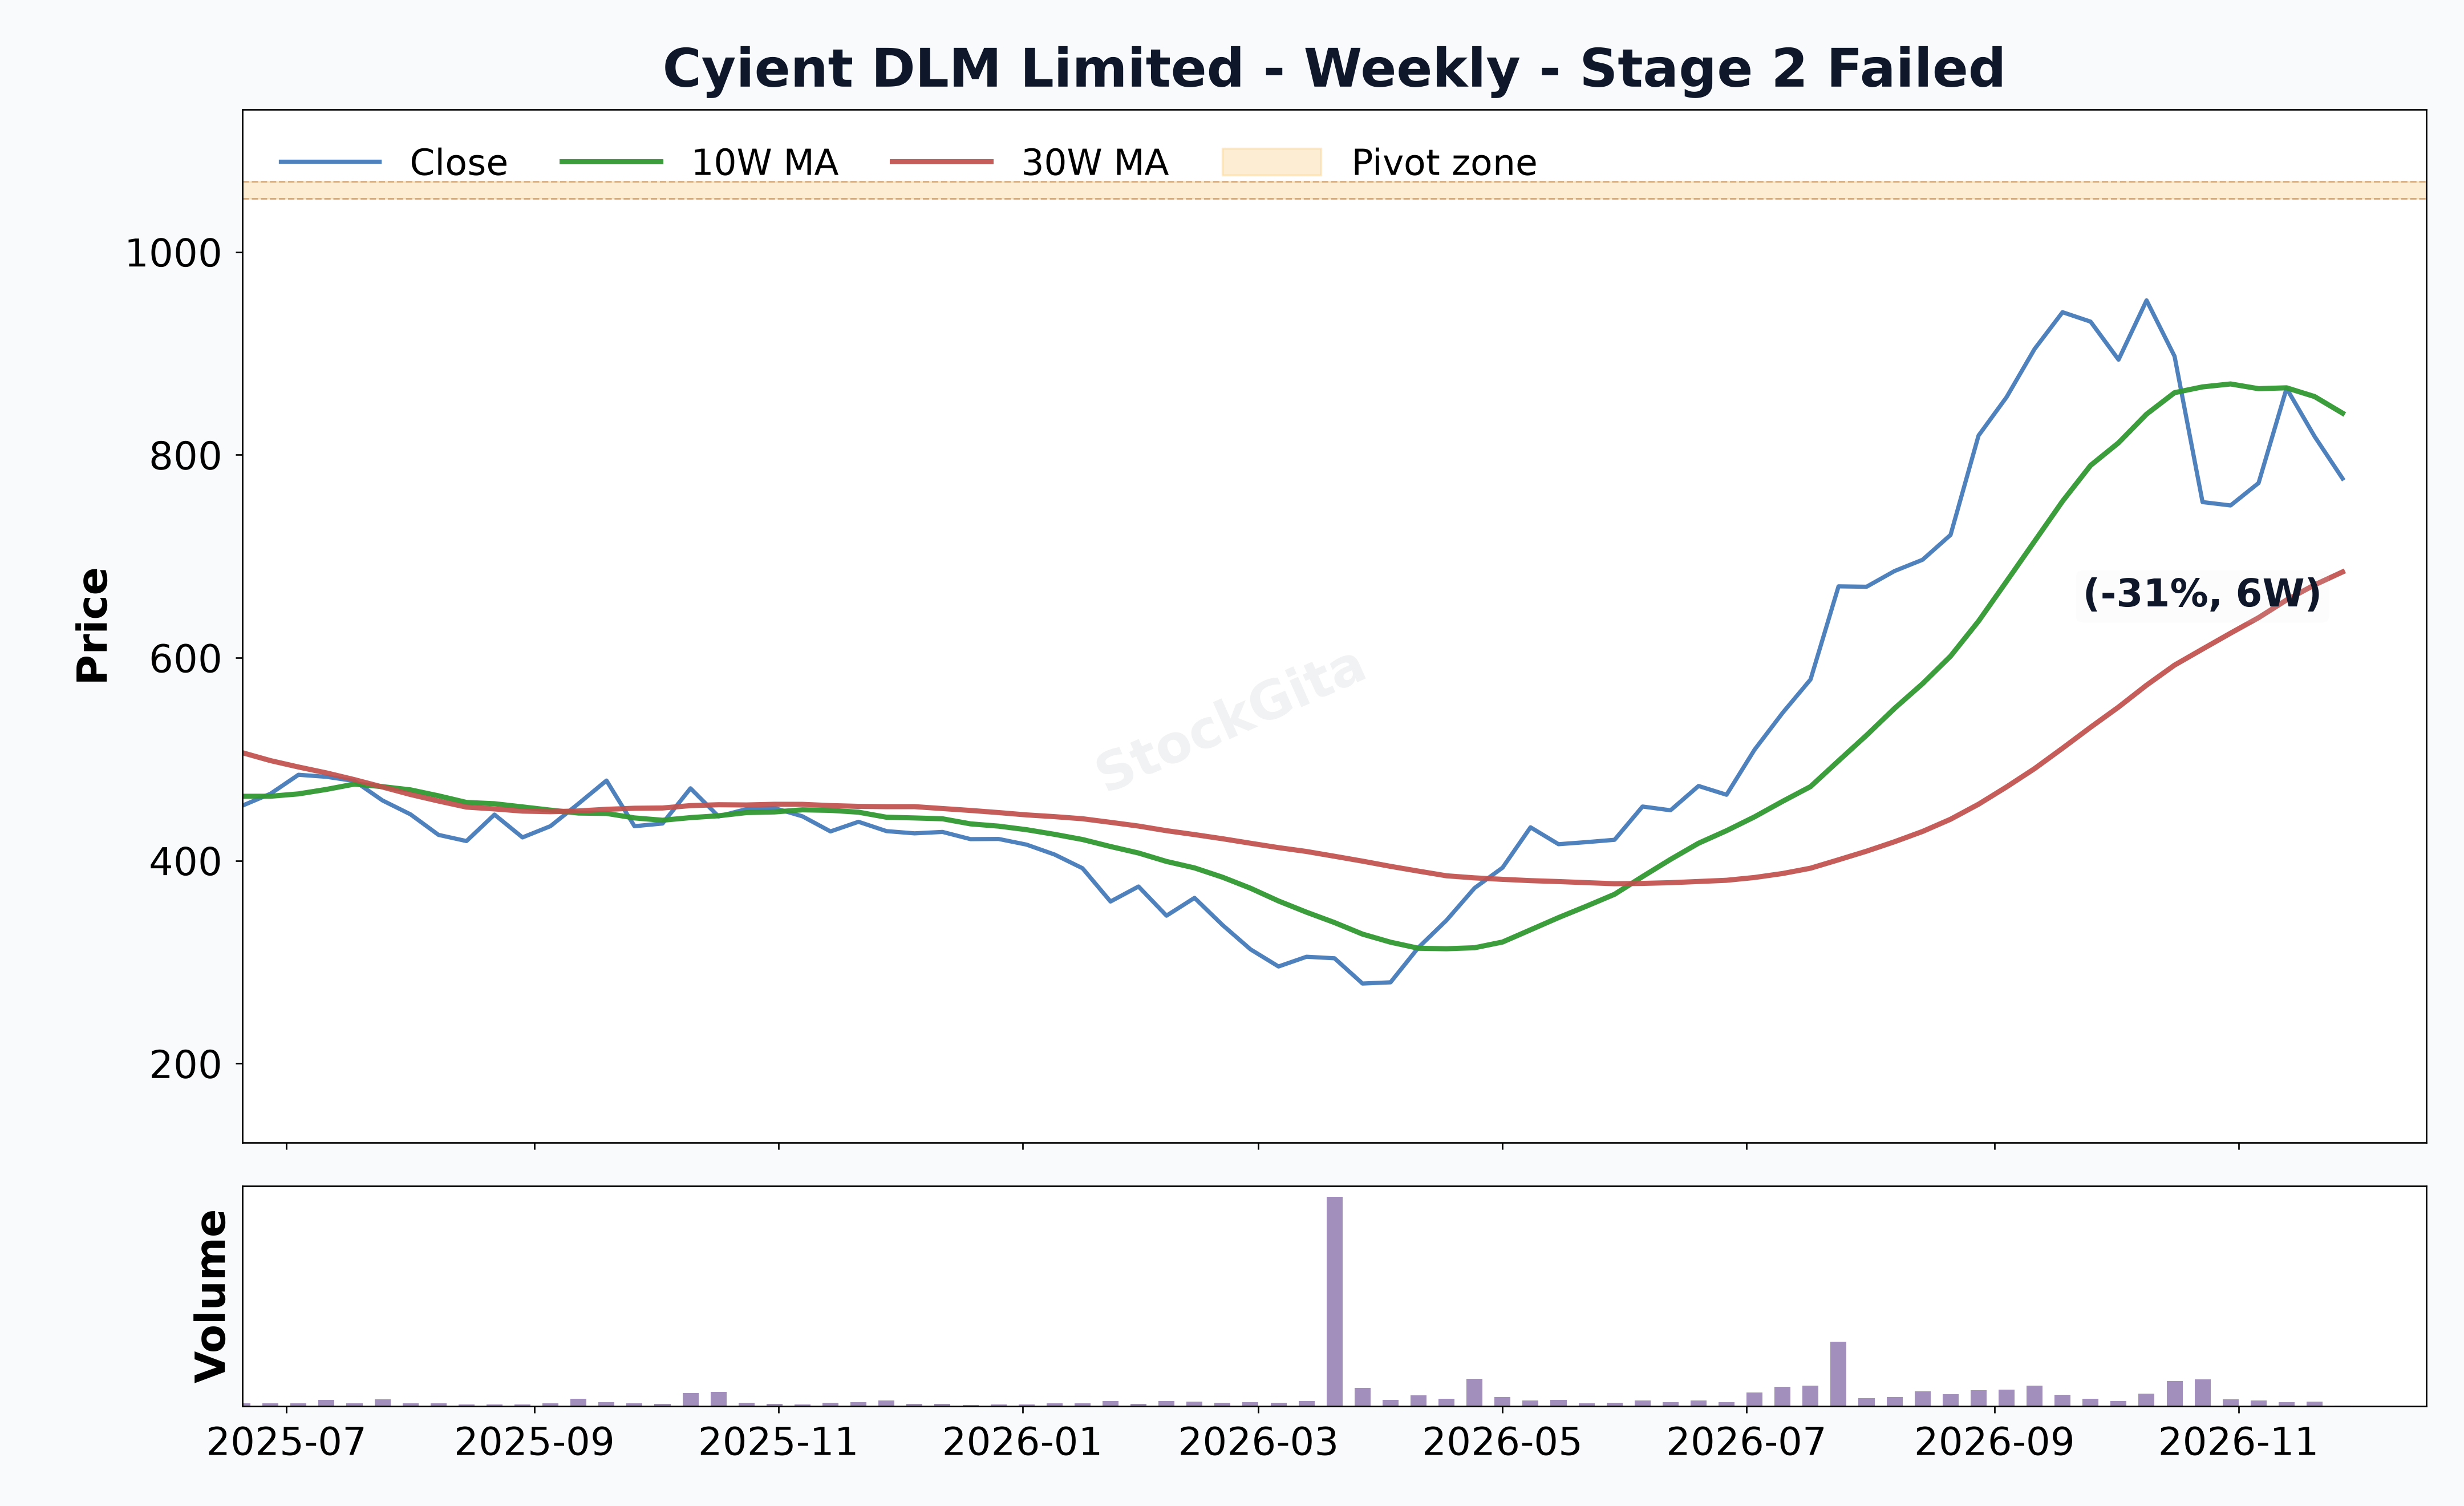 Cyient DLM Limited - Weekly - Stage 2 Failed
Close 10W MA 30W MA Pivot zone
1000
800
600
400
200
Price
(-31%, 6W)
StockGita
Volume
2025-07 2025-09 2025-11 2026-01 2026-03 2026-05 2026-07 2026-09 2026-11